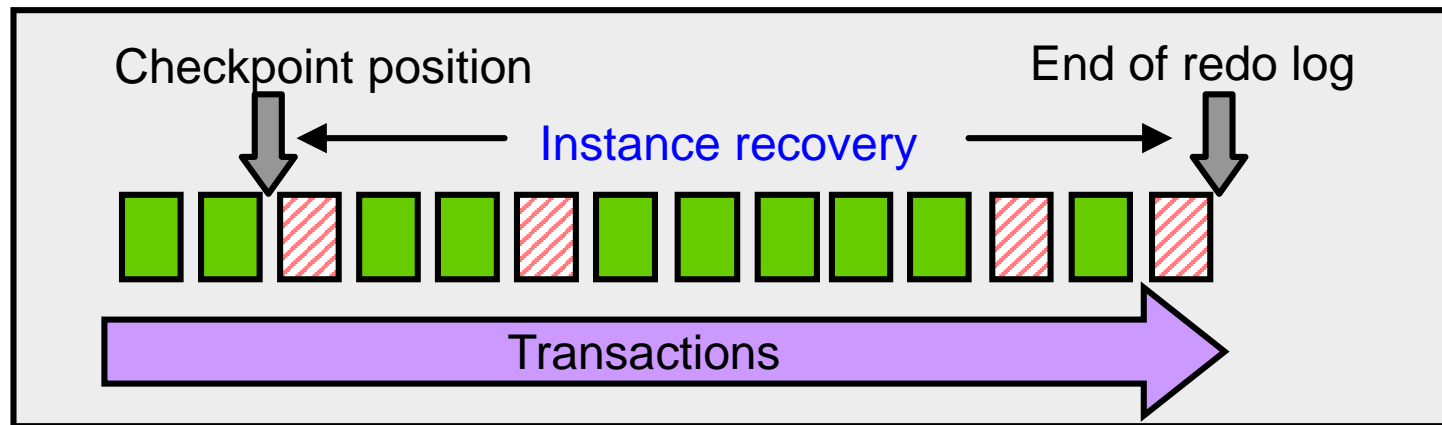 Checkpoint position
End of redo log
Instance recovery
Transactions